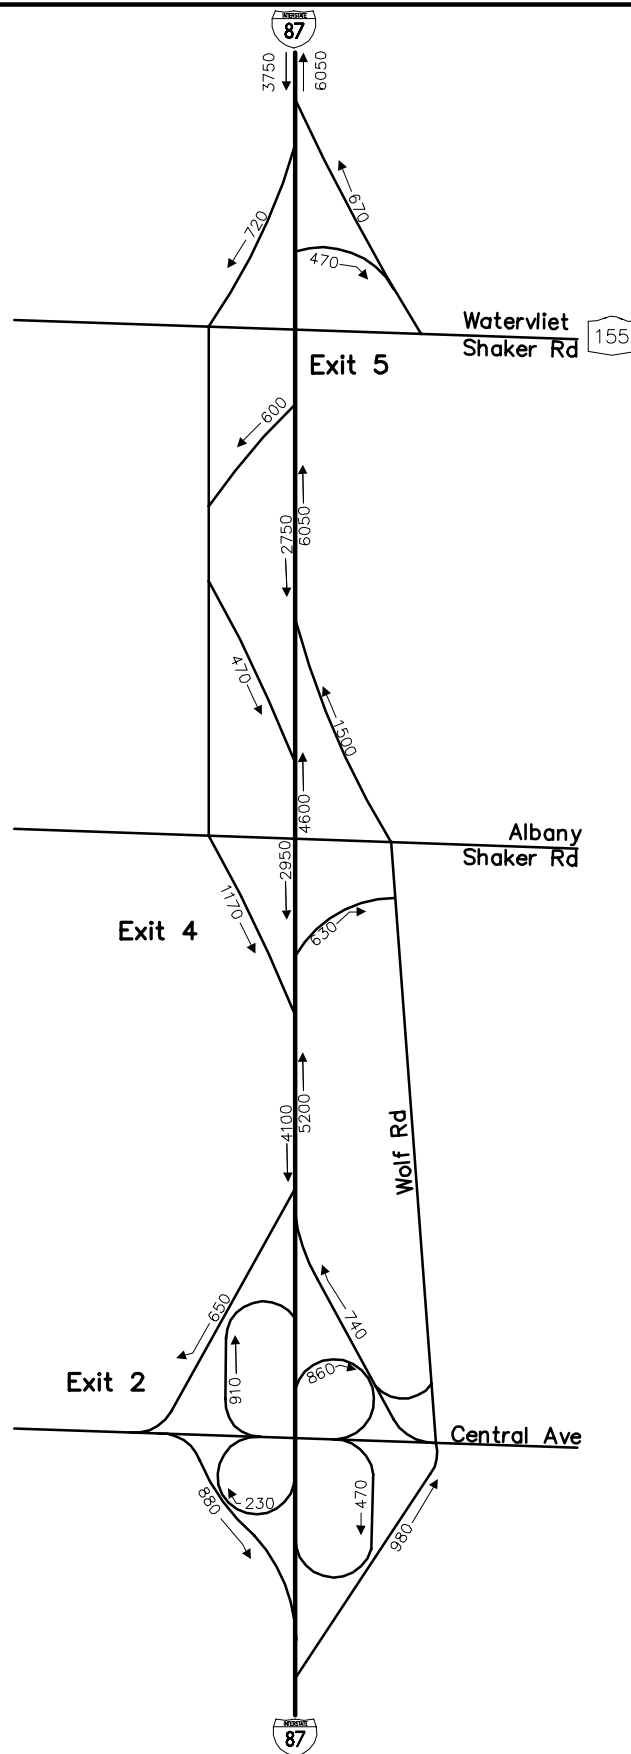 INTERSTATE
87
3750
6050
670
720
470
Watervliet
Shaker Rd
155
Exit 5
600
2750
6050
470
1500
4600
Albany
Shaker Rd
2950
1170
Exit 4
630
4100
5200
Wolf Rd
650
740
910
860
Exit 2
Central Ave
880
230
470
980
INTERSTATE
87